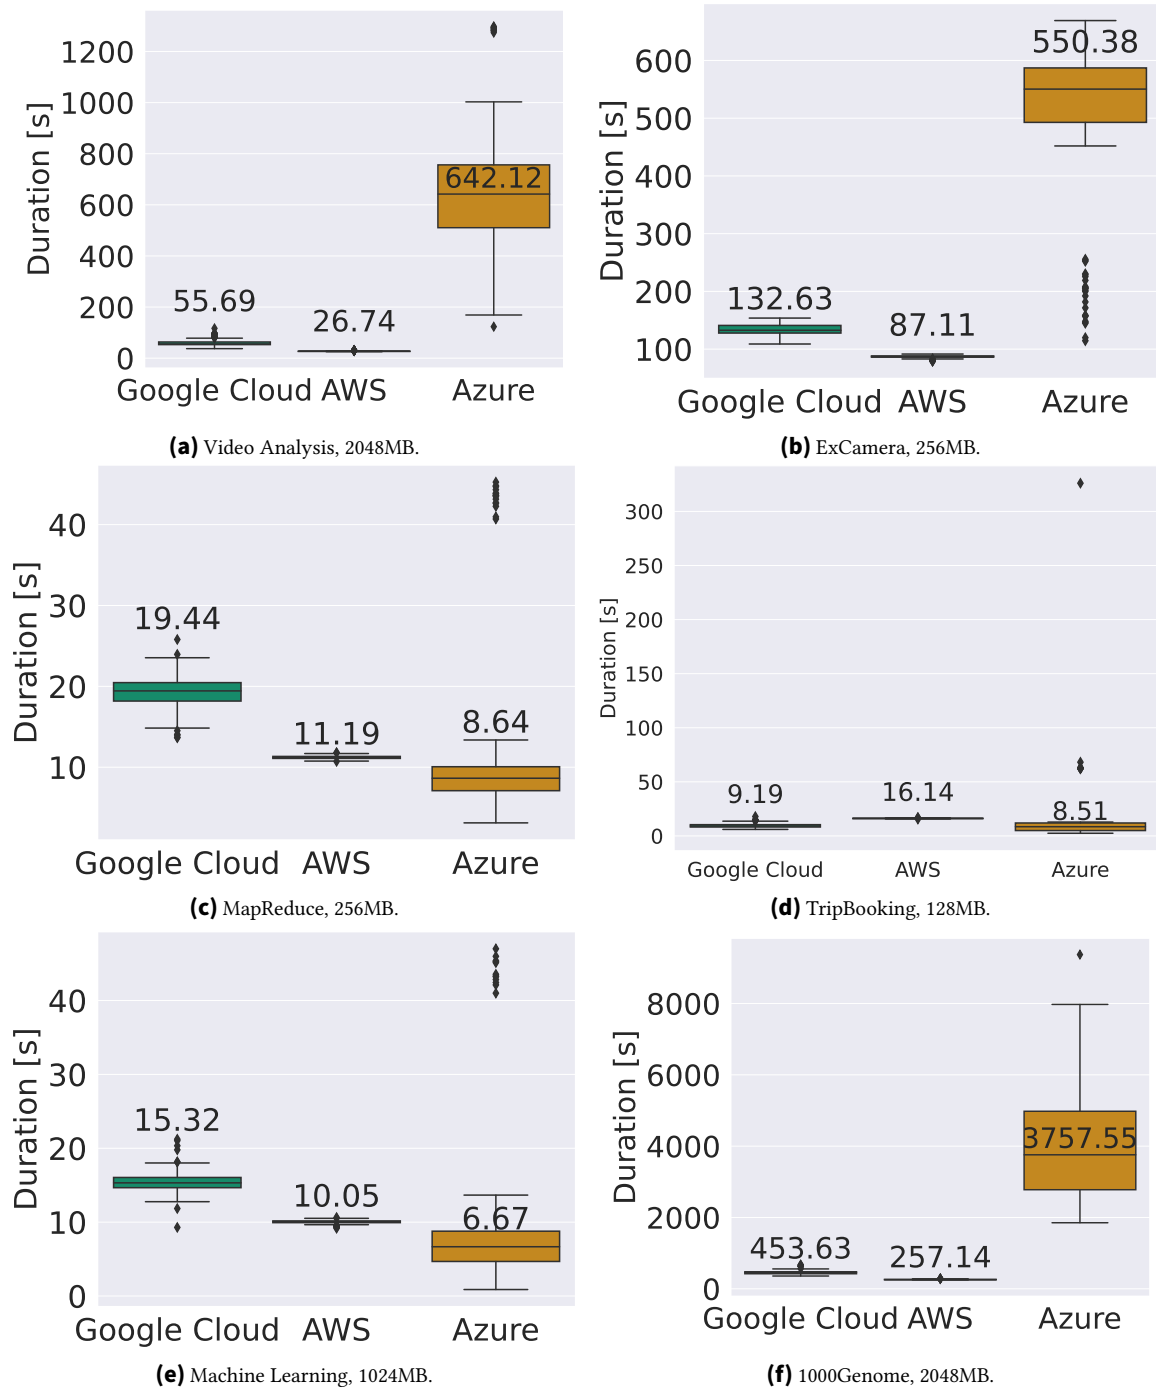 Duration [s]
1200
1000
800
600
400
200
0
55.69
26.74
642.12
Google Cloud AWS Azure
(a) Video Analysis, 2048MB.
Duration [s]
600
500
400
300
200
100
132.63
87.11
550.38
Google Cloud AWS Azure
(b) ExCamera, 256MB.
Duration [s]
40
30
20
10
19.44
11.19
8.64
Google Cloud AWS Azure
(c) MapReduce, 256MB.
Duration [s]
300
250
200
150
100
50
0
9.19
16.14
8.51
Google Cloud AWS Azure
(d) TripBooking, 128MB.
Duration [s]
40
30
20
10
0
15.32
10.05
6.67
Google Cloud AWS Azure
(e) Machine Learning, 1024MB.
Duration [s]
8000
6000
4000
2000
0
453.63
257.14
3757.55
Google Cloud AWS Azure
(f) 1000Genome, 2048MB.